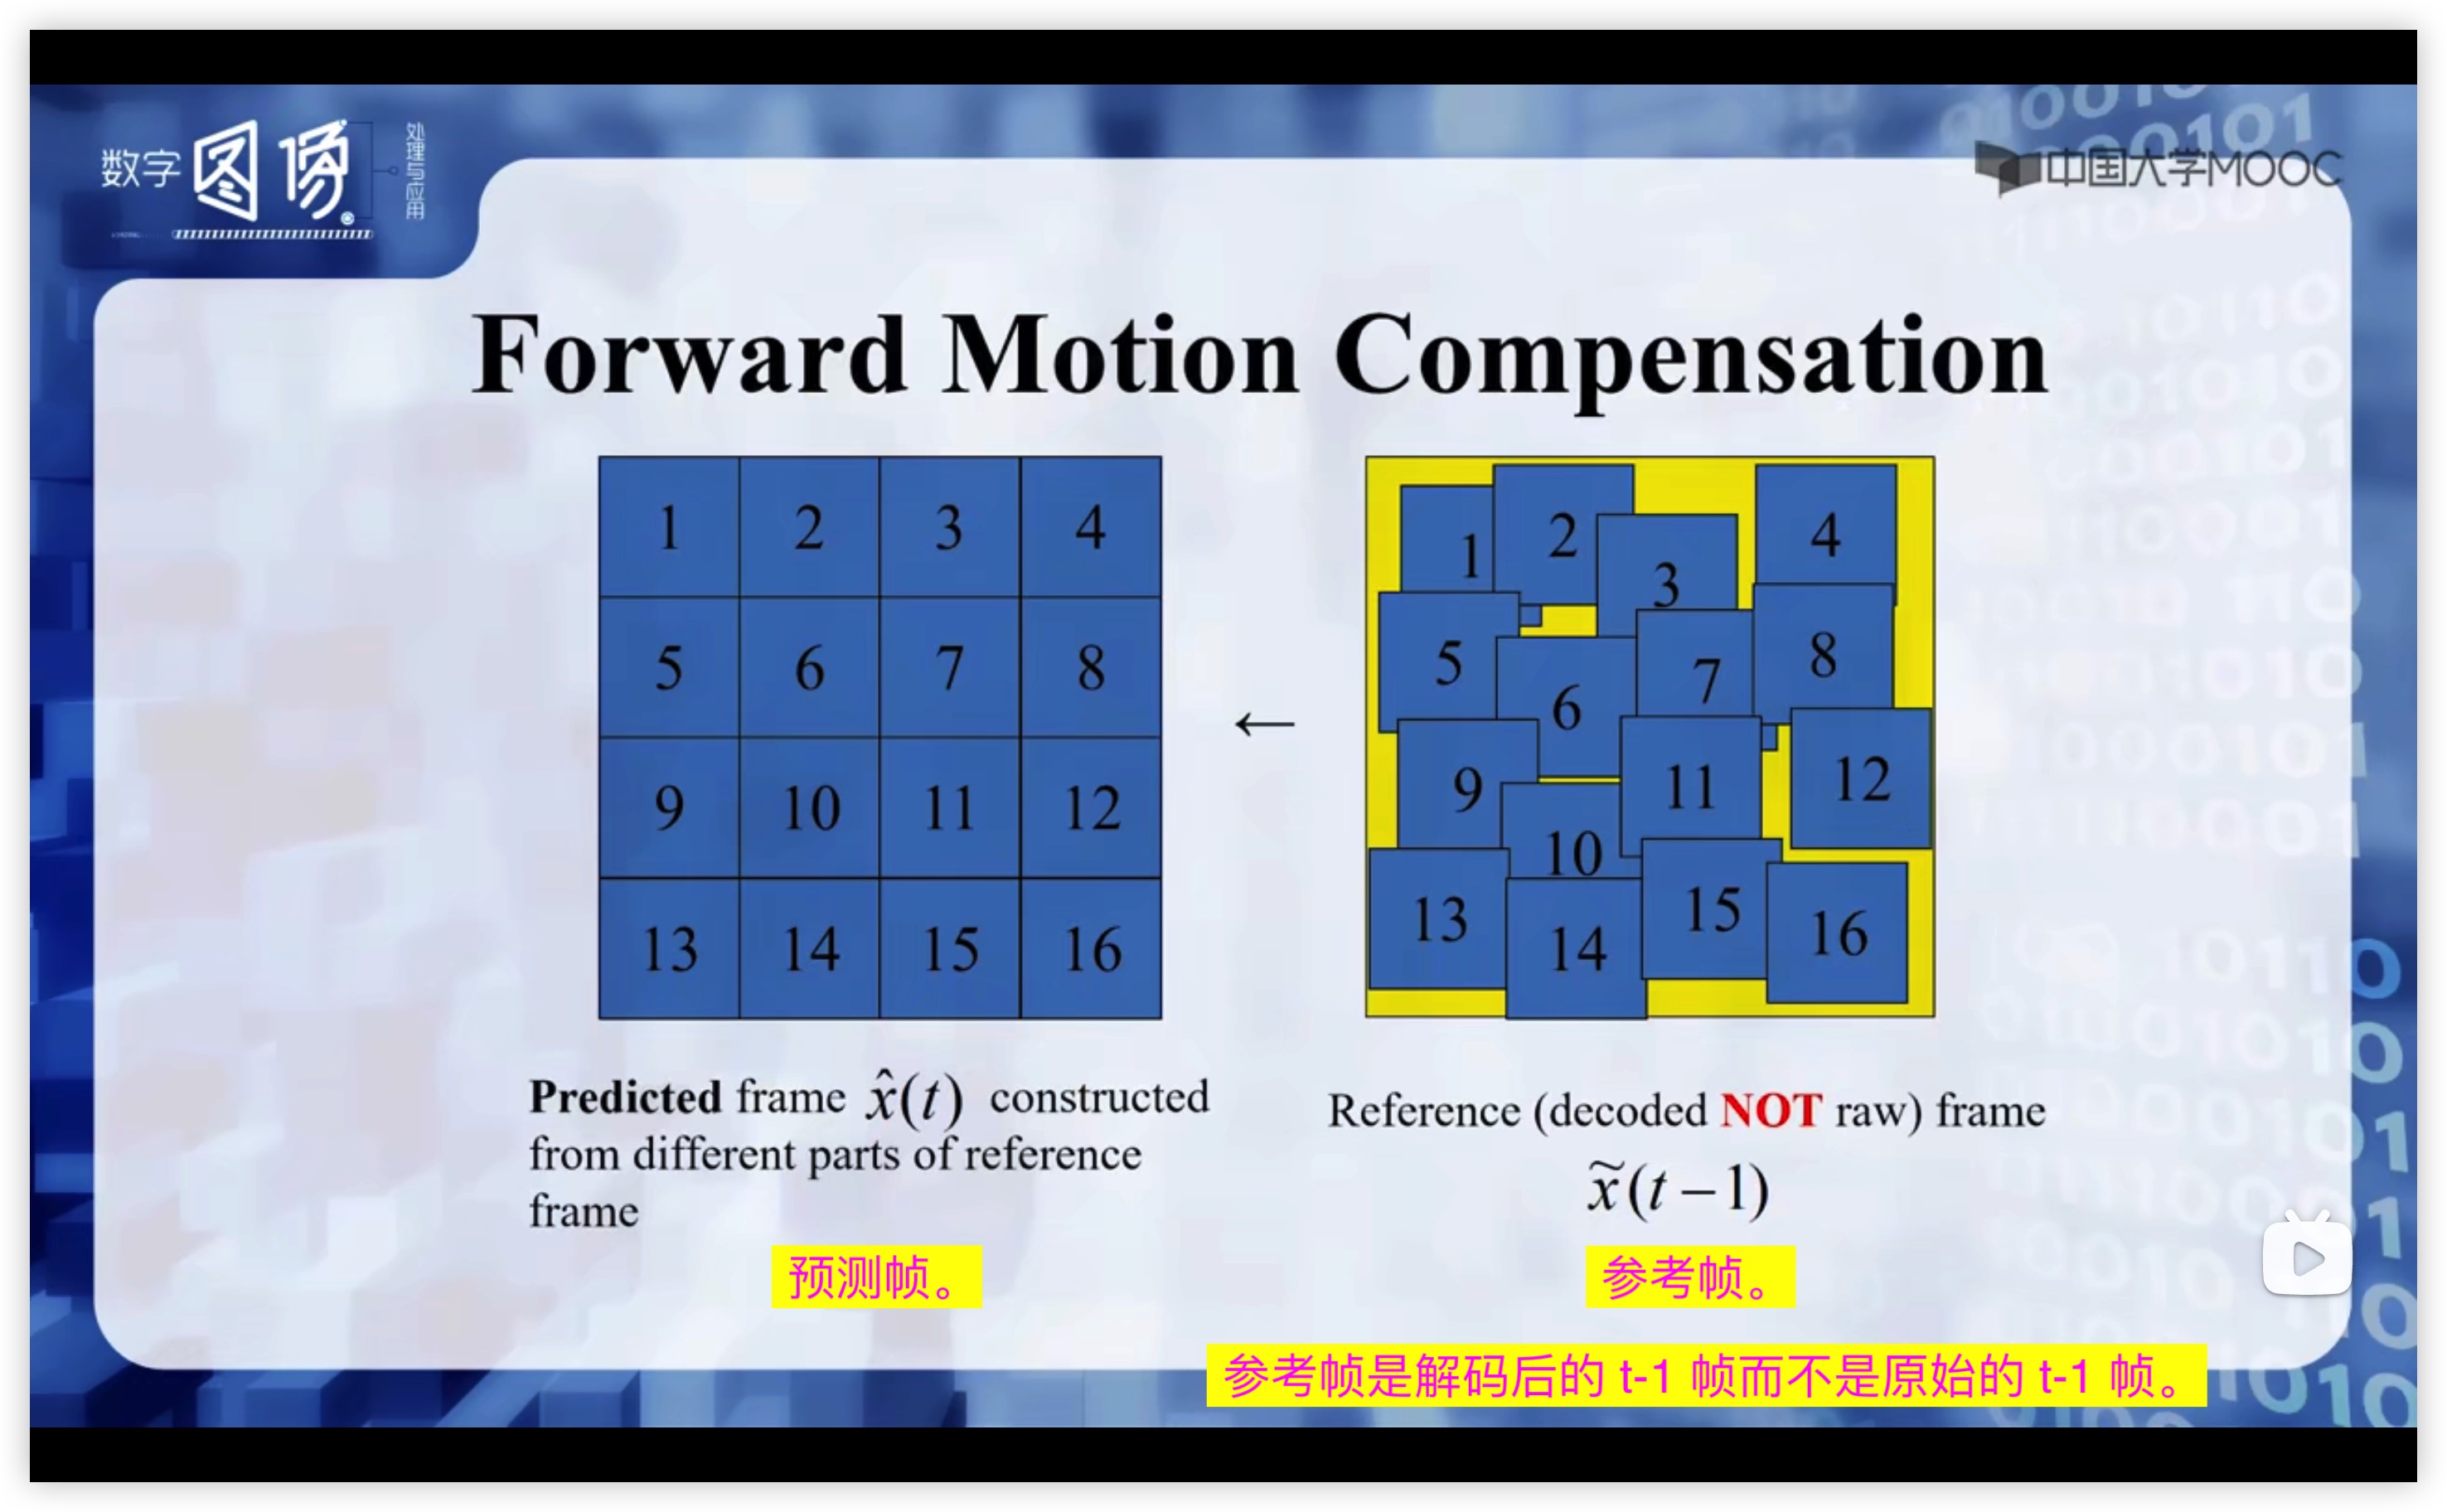 数字图像
处理与应用
中国大学MOOC
Forward Motion Compensation
1 2 3 4
5 6 7 8
9 10 11 12
13 14 15 16
←
1 2 3 4
5 6 7 8
9 10 11 12
13 14 15 16
Predicted frame x̂(t) constructed
from different parts of reference
frame
Reference (decoded NOT raw) frame
x̃(t−1)
预测帧。
参考帧。
参考帧是解码后的 t-1 帧而不是原始的 t-1 帧。